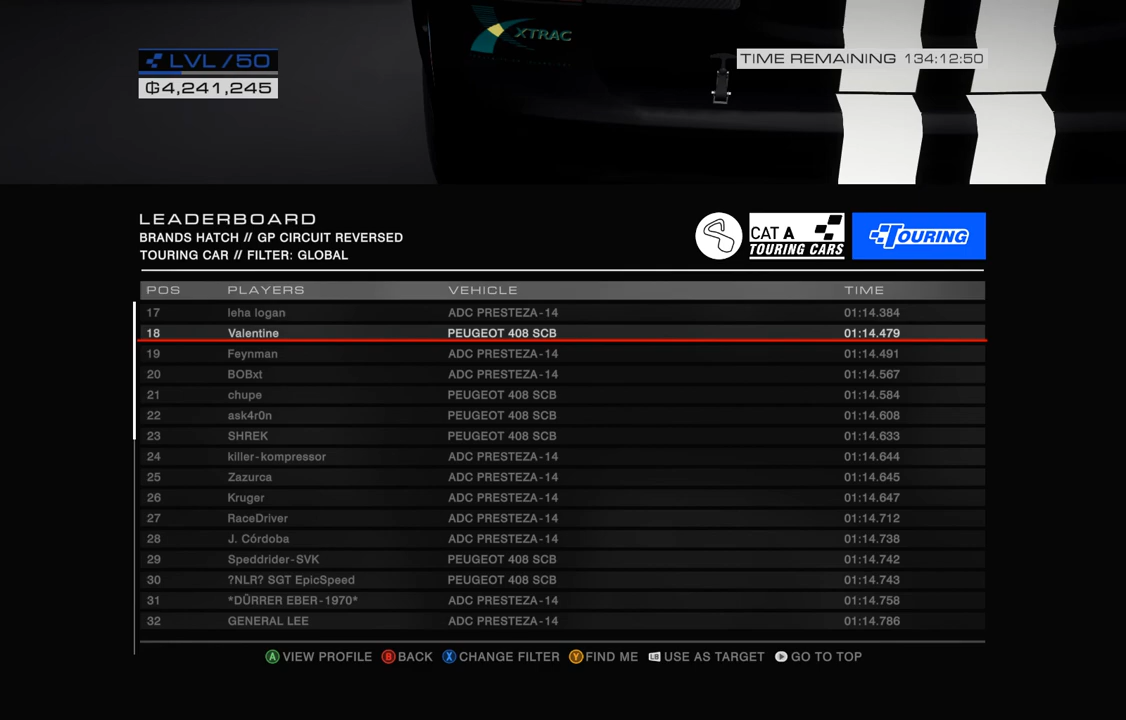 XTRAC
LVL/50
TIME REMAINING 134:12:50
₲4,241,245
LEADERBOARD
BRANDS HATCH // GP CIRCUIT REVERSED
TOURING CAR // FILTER: GLOBAL
CAT A
TOURING CARS
TOURING
POS PLAYERS VEHICLE TIME
17 leha logan ADC PRESTEZA-14 01:14.384
18 Valentine PEUGEOT 408 SCB 01:14.479
19 Feynman ADC PRESTEZA-14 01:14.491
20 BOBxt ADC PRESTEZA-14 01:14.567
21 chupe PEUGEOT 408 SCB 01:14.584
22 ask4r0n PEUGEOT 408 SCB 01:14.608
23 SHREK PEUGEOT 408 SCB 01:14.633
24 killer-kompressor ADC PRESTEZA-14 01:14.644
25 Zazurca ADC PRESTEZA-14 01:14.645
26 Kruger ADC PRESTEZA-14 01:14.647
27 RaceDriver ADC PRESTEZA-14 01:14.712
28 J. Córdoba ADC PRESTEZA-14 01:14.738
29 Speddrider-SVK PEUGEOT 408 SCB 01:14.742
30 ?NLR? SGT EpicSpeed PEUGEOT 408 SCB 01:14.743
31 *DÛRRER EBER-1970* ADC PRESTEZA-14 01:14.758
32 GENERAL LEE ADC PRESTEZA-14 01:14.786
A VIEW PROFILE B BACK X CHANGE FILTER Y FIND ME LB USE AS TARGET GO TO TOP